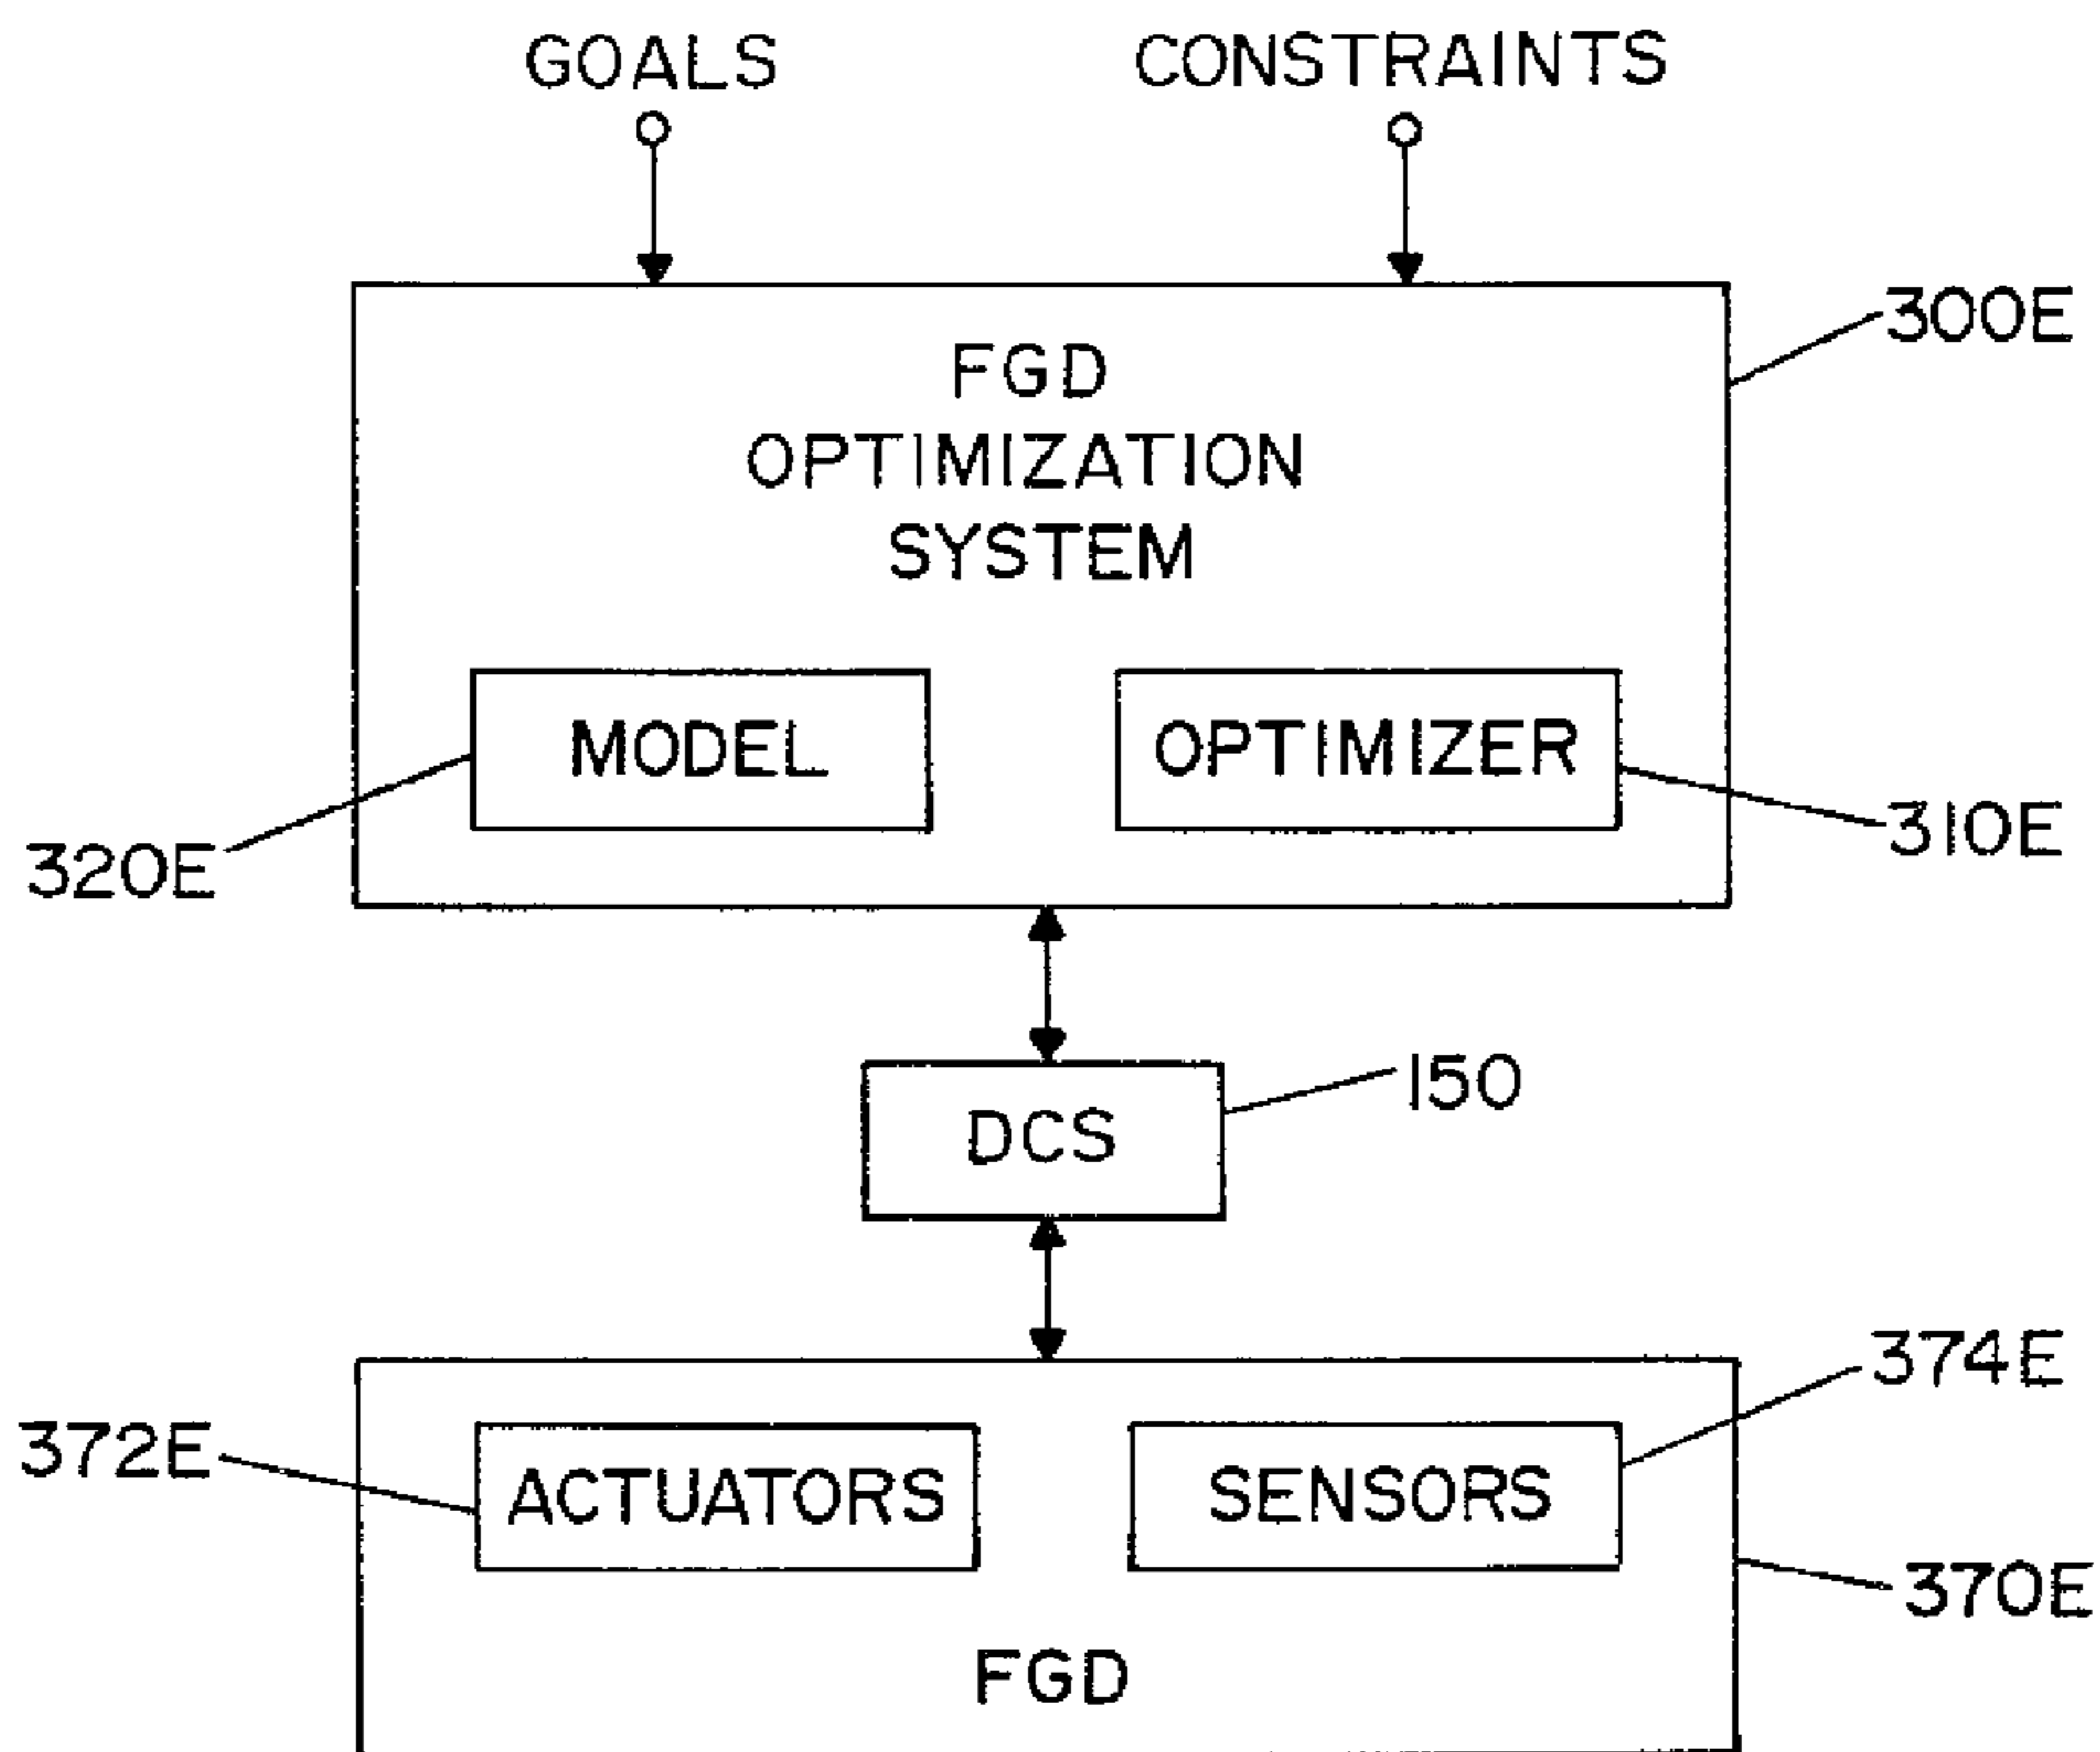 GOALS CONSTRAINTS
300E
FGD
OPTIMIZATION
SYSTEM
MODEL OPTIMIZER
310E
320E
150
DCS
374E
372E
ACTUATORS SENSORS
370E
FGD